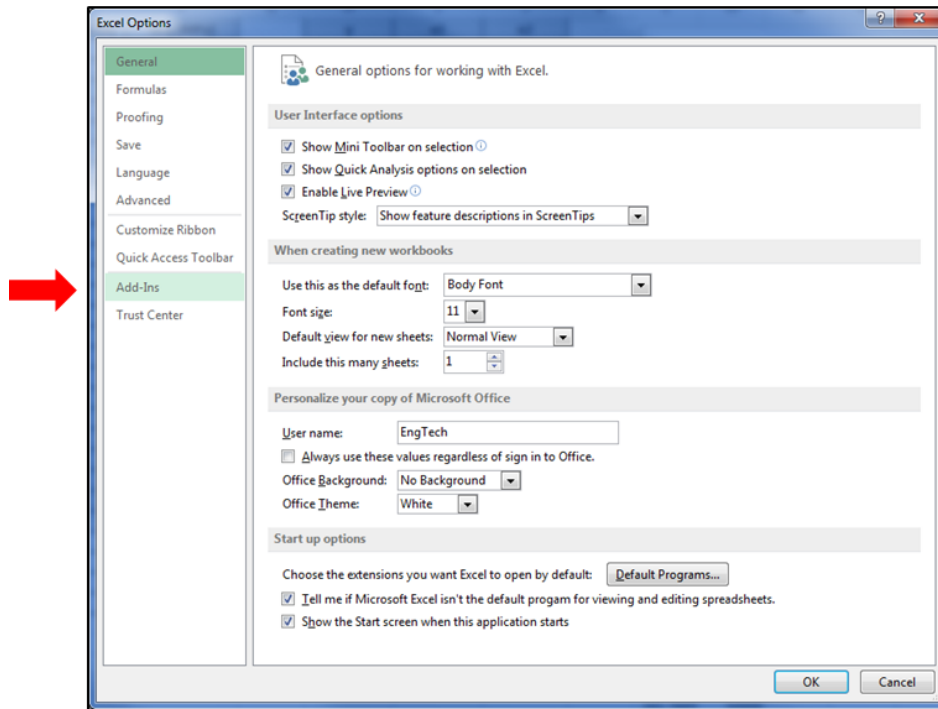 Excel Options
General
Formulas
Proofing
Save
Language
Advanced
Customize Ribbon
Quick Access Toolbar
Add-Ins
Trust Center
General options for working with Excel.
User Interface options
Show Mini Toolbar on selection
Show Quick Analysis options on selection
Enable Live Preview
ScreenTip style: Show feature descriptions in ScreenTips
When creating new workbooks
Use this as the default font: Body Font
Font size: 11
Default view for new sheets: Normal View
Include this many sheets: 1
Personalize your copy of Microsoft Office
User name: EngTech
Always use these values regardless of sign in to Office.
Office Background: No Background
Office Theme: White
Start up options
Choose the extensions you want Excel to open by default: Default Programs...
Tell me if Microsoft Excel isn't the default progam for viewing and editing spreadsheets.
Show the Start screen when this application starts
OK Cancel